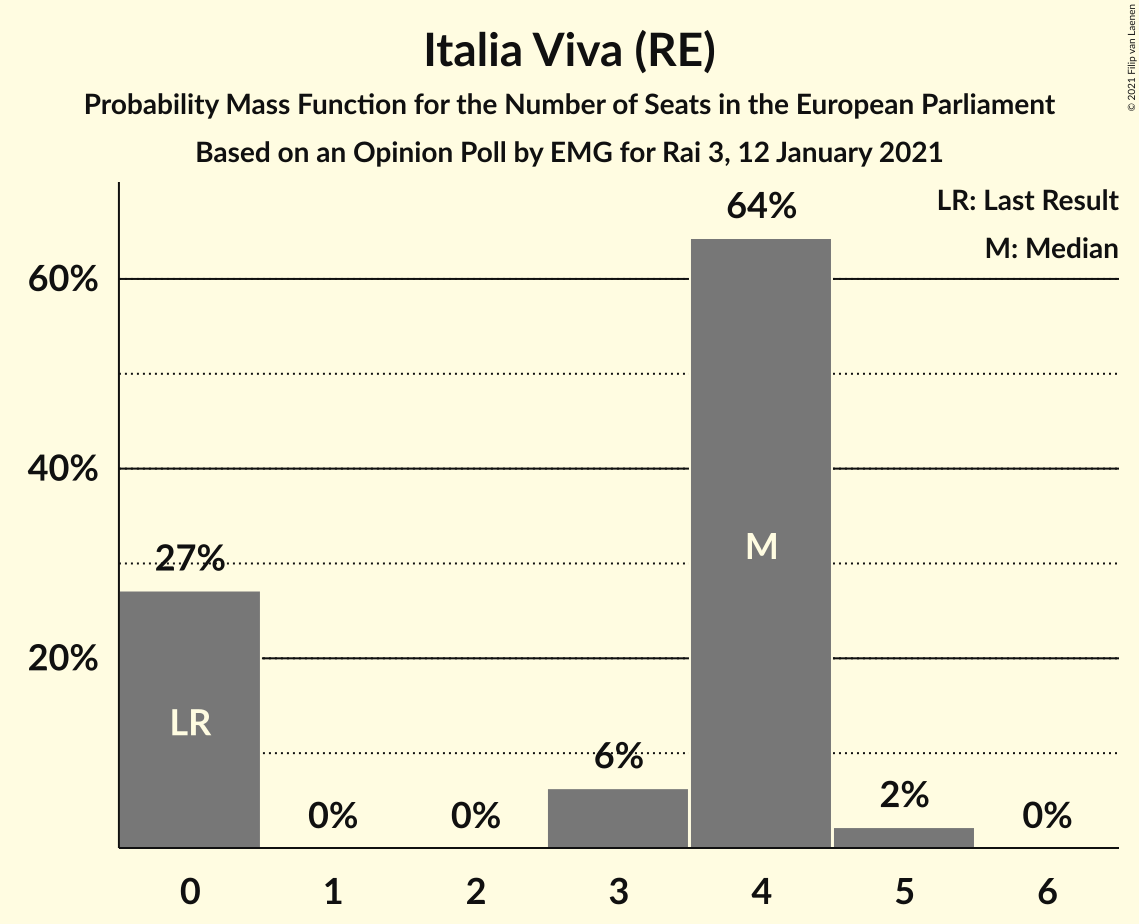 Italia Viva (RE)
Probability Mass Function for the Number of Seats in the European Parliament
Based on an Opinion Poll by EMG for Rai 3, 12 January 2021
© 2021 Filip van Laenen
LR: Last Result
M: Median
60%
40%
20%
27%
0%
0%
6%
64%
2%
0%
LR
M
0 1 2 3 4 5 6